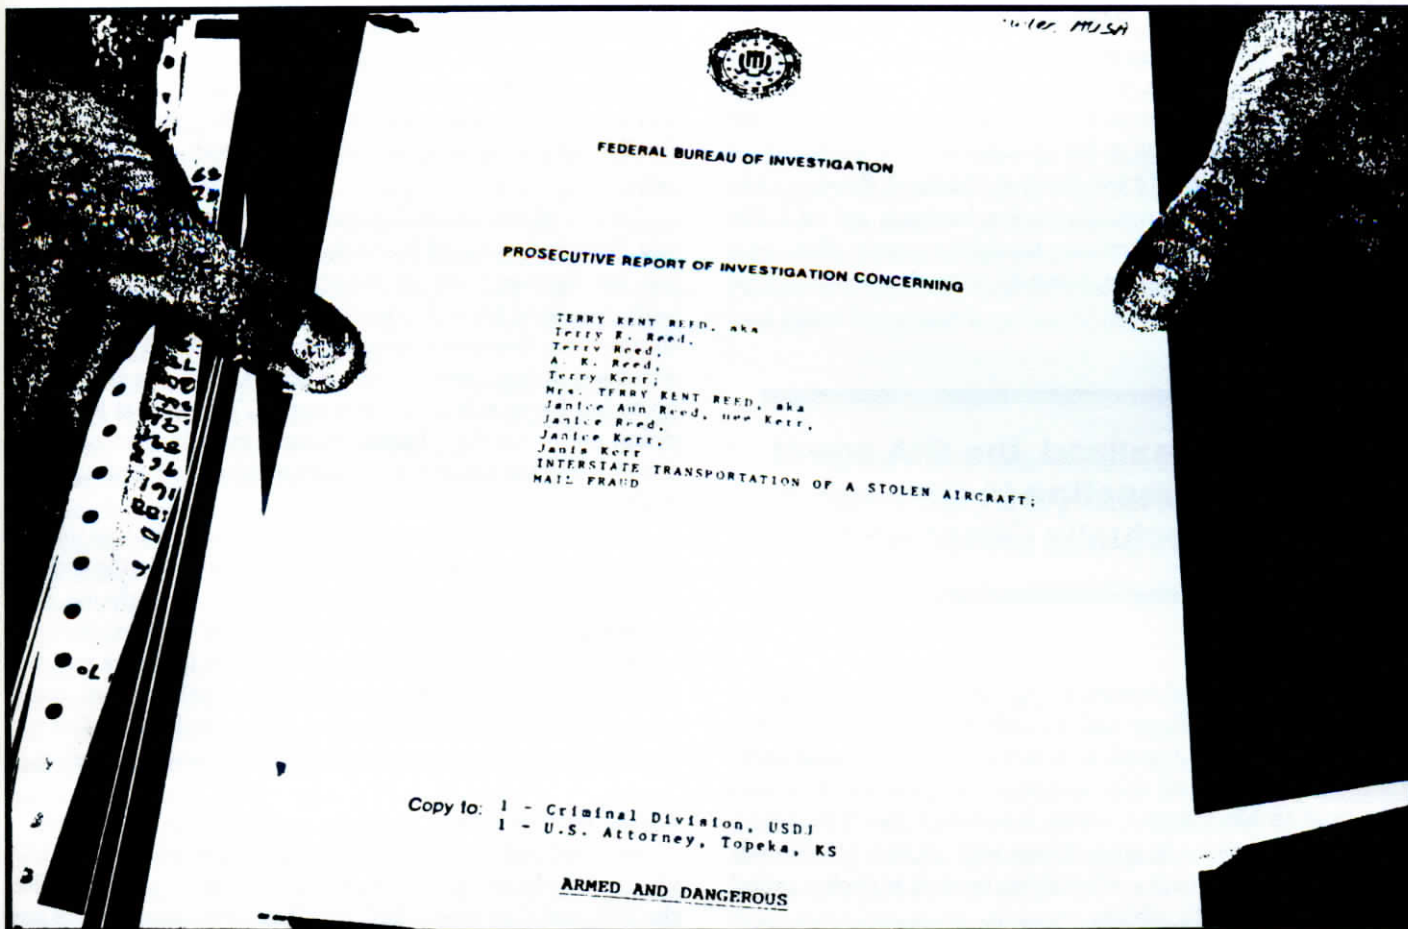 AUSA
FEDERAL BUREAU OF INVESTIGATION
PROSECUTIVE REPORT OF INVESTIGATION CONCERNING
TERRY KENT REED, aka
Terry K. Reed,
Terry Reed,
A. K. Reed,
Terry Kerr;
Mrs. TERRY KENT REED, aka
Janice Ann Reed, nee Kerr,
Janice Reed,
Janice Kerr,
Janis Kerr
INTERSTATE TRANSPORTATION OF A STOLEN AIRCRAFT;
MAIL FRAUD
Copy to: 1 - Criminal Division, USDJ
1 - U.S. Attorney, Topeka, KS
ARMED AND DANGEROUS